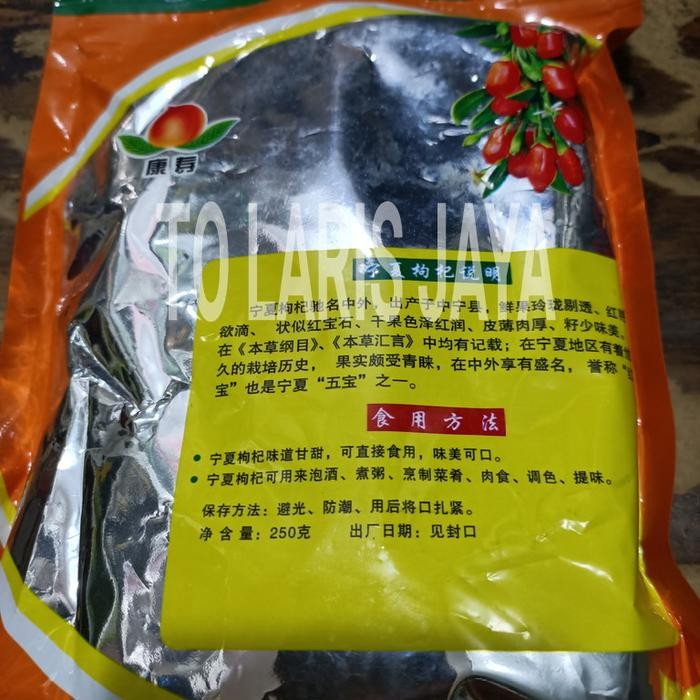 康寿
TO LARIS JAYA
宁夏枸杞说明
宁夏枸杞驰名中外，出产于中宁县，鲜果玲珑剔透、红
欲滴、状似红宝石、干果色泽红润、皮薄肉厚、籽少味美。
在《本草纲目》、《本草汇言》中均有记载；在宁夏地区有着
久的栽培历史，果实颇受青睐，在中外享有盛名，誉称“
宝”也是宁夏“五宝”之一。
食用方法
● 宁夏枸杞味道甘甜，可直接食用，味美可口。
● 宁夏枸杞可用来泡酒、煮粥、烹制菜肴、肉食、调色、提味。
保存方法：避光、防潮、用后将口扎紧。
净含量：250克 出厂日期：见封口